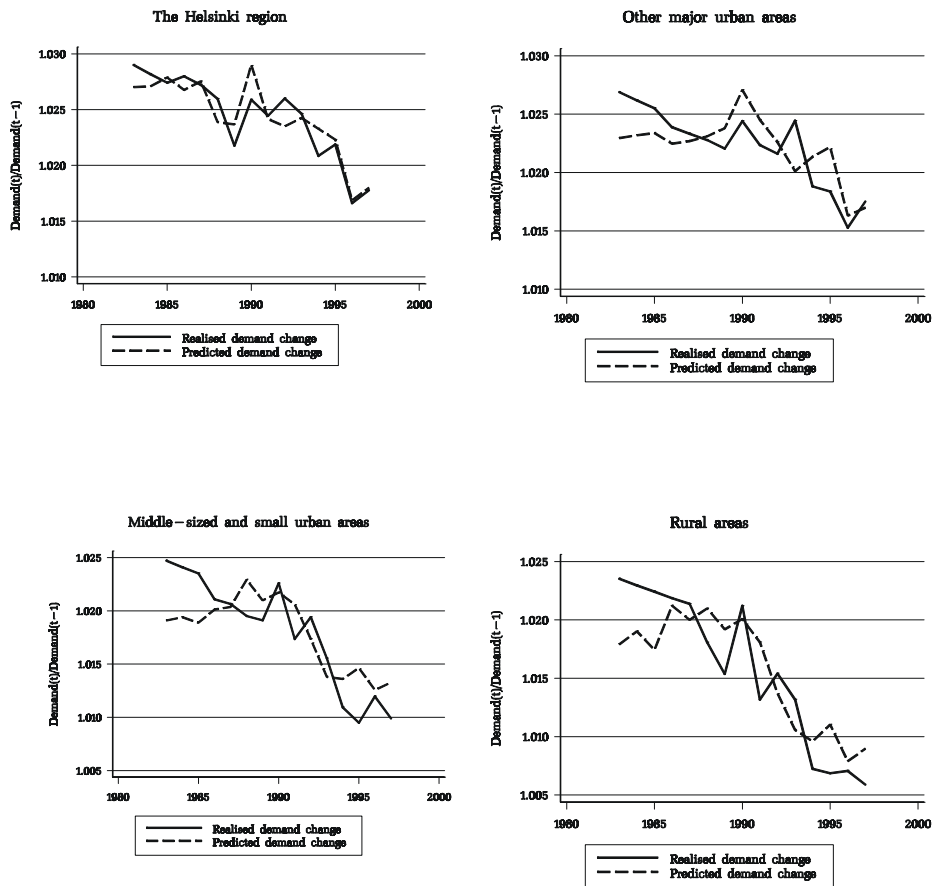 The Helsinki region
Demand(t)/Demand(t−1)
1.030
1.025
1.020
1.015
1.010
1980 1985 1990 1995 2000
Realised demand change
Predicted demand change
Other major urban areas
Demand(t)/Demand(t−1)
1.030
1.025
1.020
1.015
1.010
1980 1985 1990 1995 2000
Realised demand change
Predicted demand change
Middle−sized and small urban areas
Demand(t)/Demand(t−1)
1.025
1.020
1.015
1.010
1.005
1980 1985 1990 1995 2000
Realised demand change
Predicted demand change
Rural areas
Demand(t)/Demand(t−1)
1.025
1.020
1.015
1.010
1.005
1980 1985 1990 1995 2000
Realised demand change
Predicted demand change